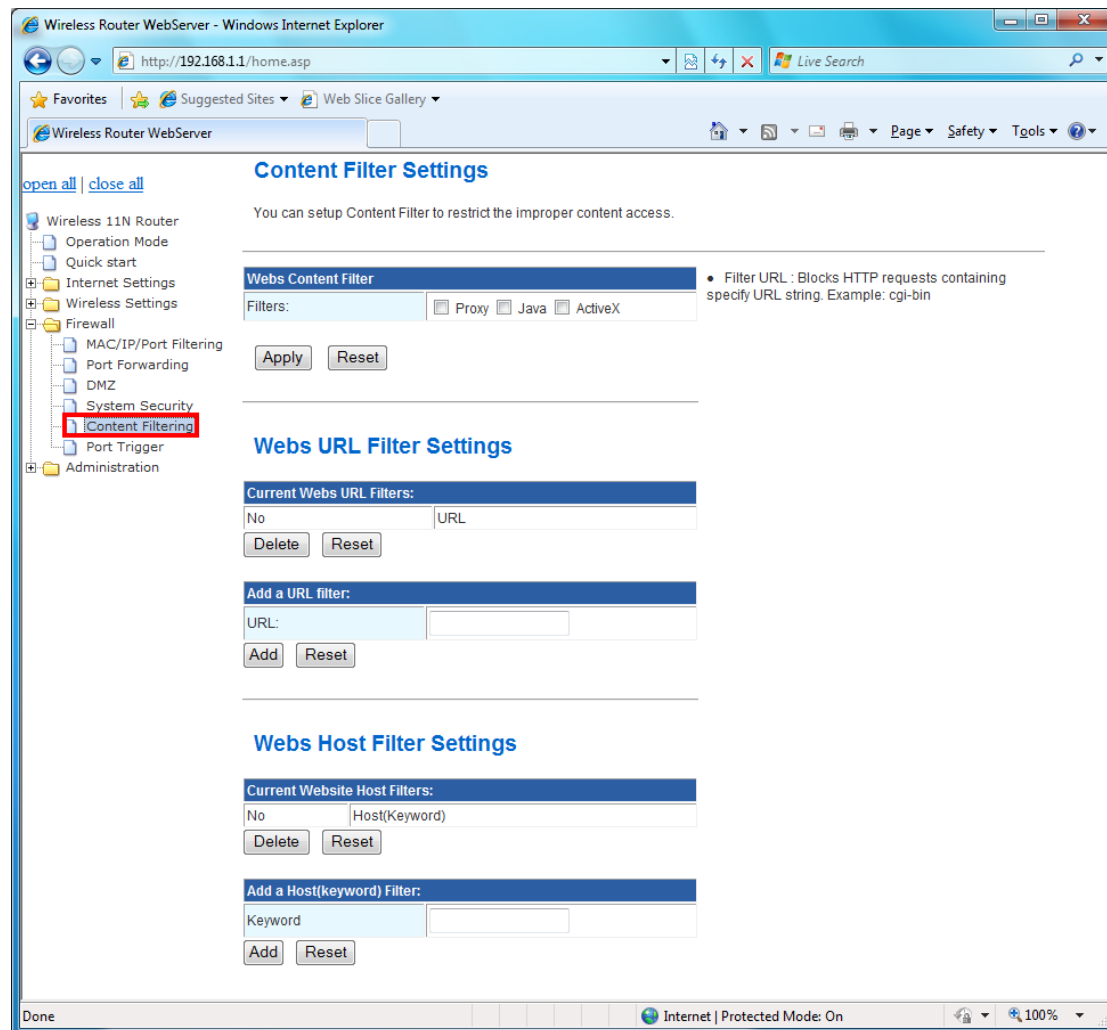 Wireless Router WebServer - Windows Internet Explorer
http://192.168.1.1/home.asp
Live Search
Favorites
Suggested Sites
Web Slice Gallery
Wireless Router WebServer
Page
Safety
Tools
open all | close all
Wireless 11N Router
Operation Mode
Quick start
Internet Settings
Wireless Settings
Firewall
MAC/IP/Port Filtering
Port Forwarding
DMZ
System Security
Content Filtering
Port Trigger
Administration
Content Filter Settings
You can setup Content Filter to restrict the improper content access.
Webs Content Filter
Filters: Proxy Java ActiveX
Apply Reset
• Filter URL : Blocks HTTP requests containing
specify URL string. Example: cgi-bin
Webs URL Filter Settings
Current Webs URL Filters:
No URL
Delete Reset
Add a URL filter:
URL:
Add Reset
Webs Host Filter Settings
Current Website Host Filters:
No Host(Keyword)
Delete Reset
Add a Host(keyword) Filter:
Keyword
Add Reset
Done
Internet | Protected Mode: On
100%